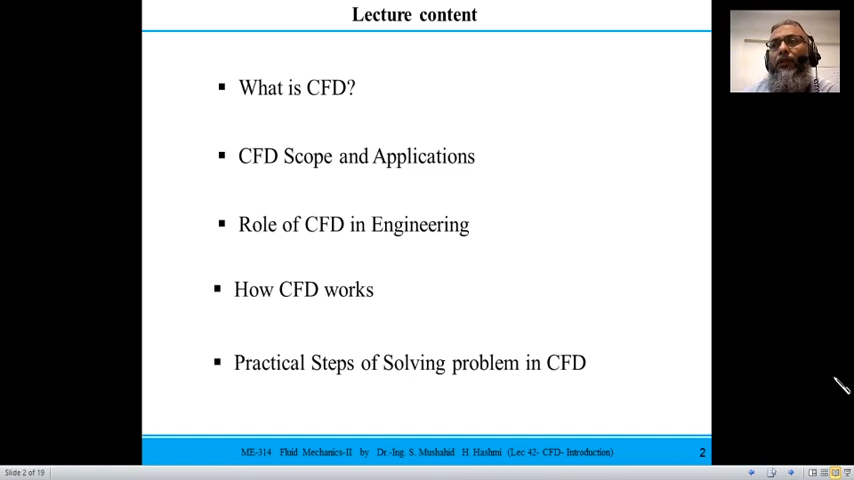 Lecture content
▪ What is CFD?
▪ CFD Scope and Applications
▪ Role of CFD in Engineering
▪ How CFD works
▪ Practical Steps of Solving problem in CFD
ME-314 Fluid Mechanics-II by Dr.-Ing. S. Mushahid H Hashmi (Lec 42- CFD- Introduction) 2
Slide 2 of 19